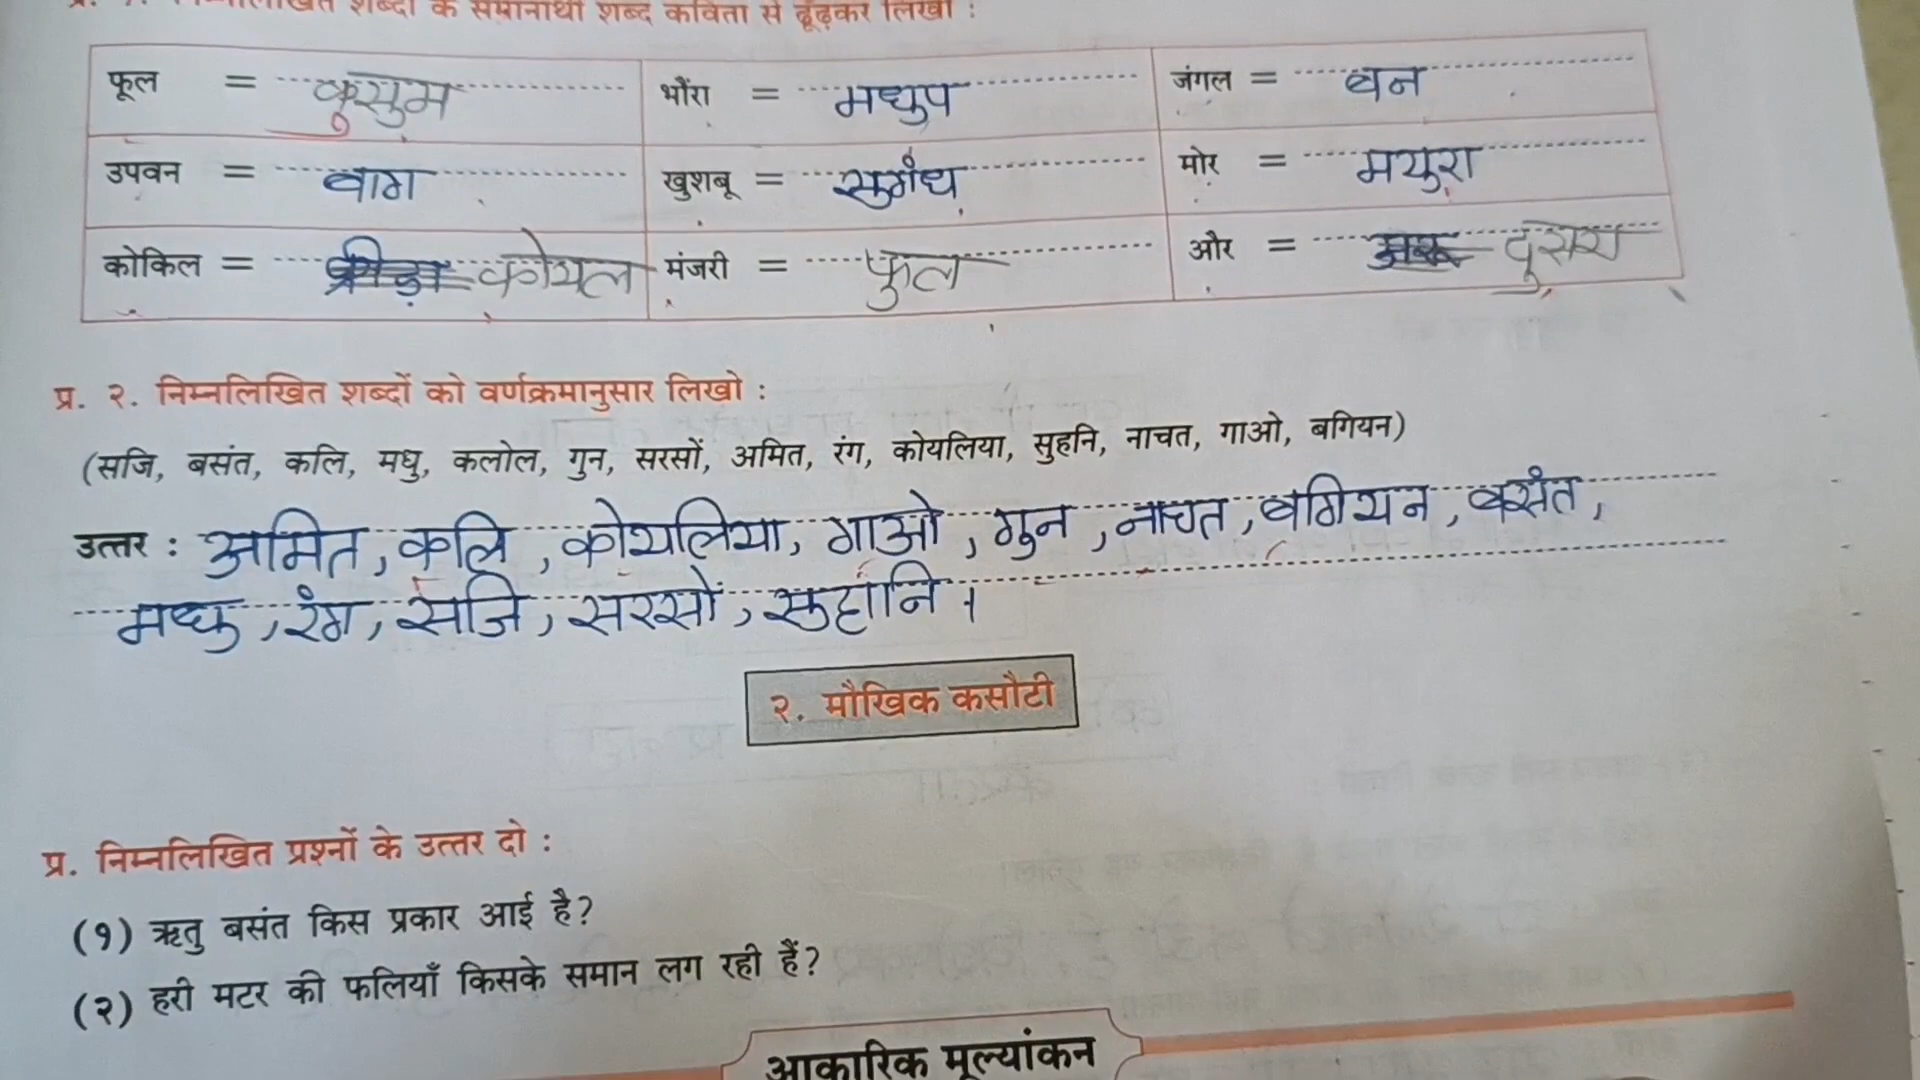 प्र. १. निम्नलिखित शब्दों के समानार्थी शब्द कविता से ढूँढ़कर लिखो :
फूल = कुसुम भौंरा = मधुप जंगल = बन
उपवन = बाग खुशबू = सुगंध मोर = मयुरा
कोकिल = कोयल मंजरी = फुल और = दूसरा
प्र. २. निम्नलिखित शब्दों को वर्णक्रमानुसार लिखो :
(सजि, बसंत, कलि, मधु, कलोल, गुन, सरसों, अमित, रंग, कोयलिया, सुहनि, नाचत, गाओ, बगियन)
उत्तर : अमित, कलि, कोयलिया, गाओ, गुन, नाचत, बगियन, बसंत,
मधु, रंग, सजि, सरसों, सुहानि ।
२. मौखिक कसौटी
प्र. निम्नलिखित प्रश्नों के उत्तर दो :
(१) ऋतु बसंत किस प्रकार आई है?
(२) हरी मटर की फलियाँ किसके समान लग रही हैं?
आकारिक मूल्यांकन